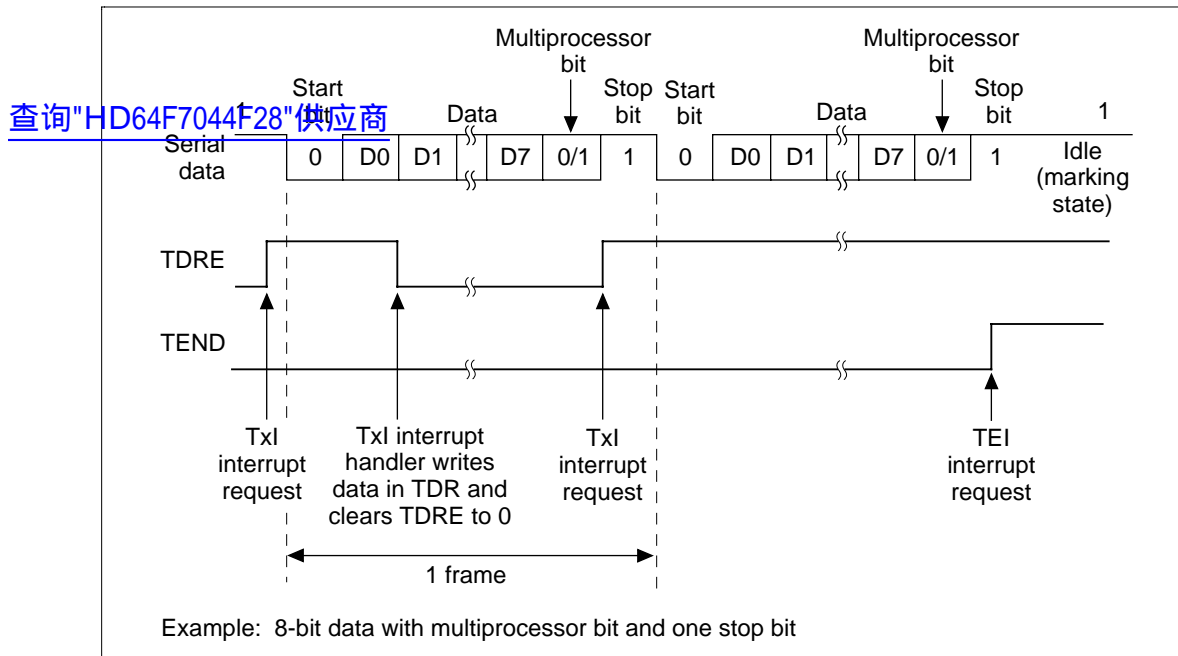 Multiprocessor bit
Multiprocessor bit
Start bit
Data
Stop bit
Start bit
Data
Stop bit
1
1
查询"HD64F7044F28"供应商
Serial data
0 D0 D1 D7 0/1 1 0 D0 D1 D7 0/1 1
Idle (marking state)
TDRE
TEND
TxI interrupt request
TxI interrupt handler writes data in TDR and clears TDRE to 0
TxI interrupt request
TEI interrupt request
1 frame
Example: 8-bit data with multiprocessor bit and one stop bit